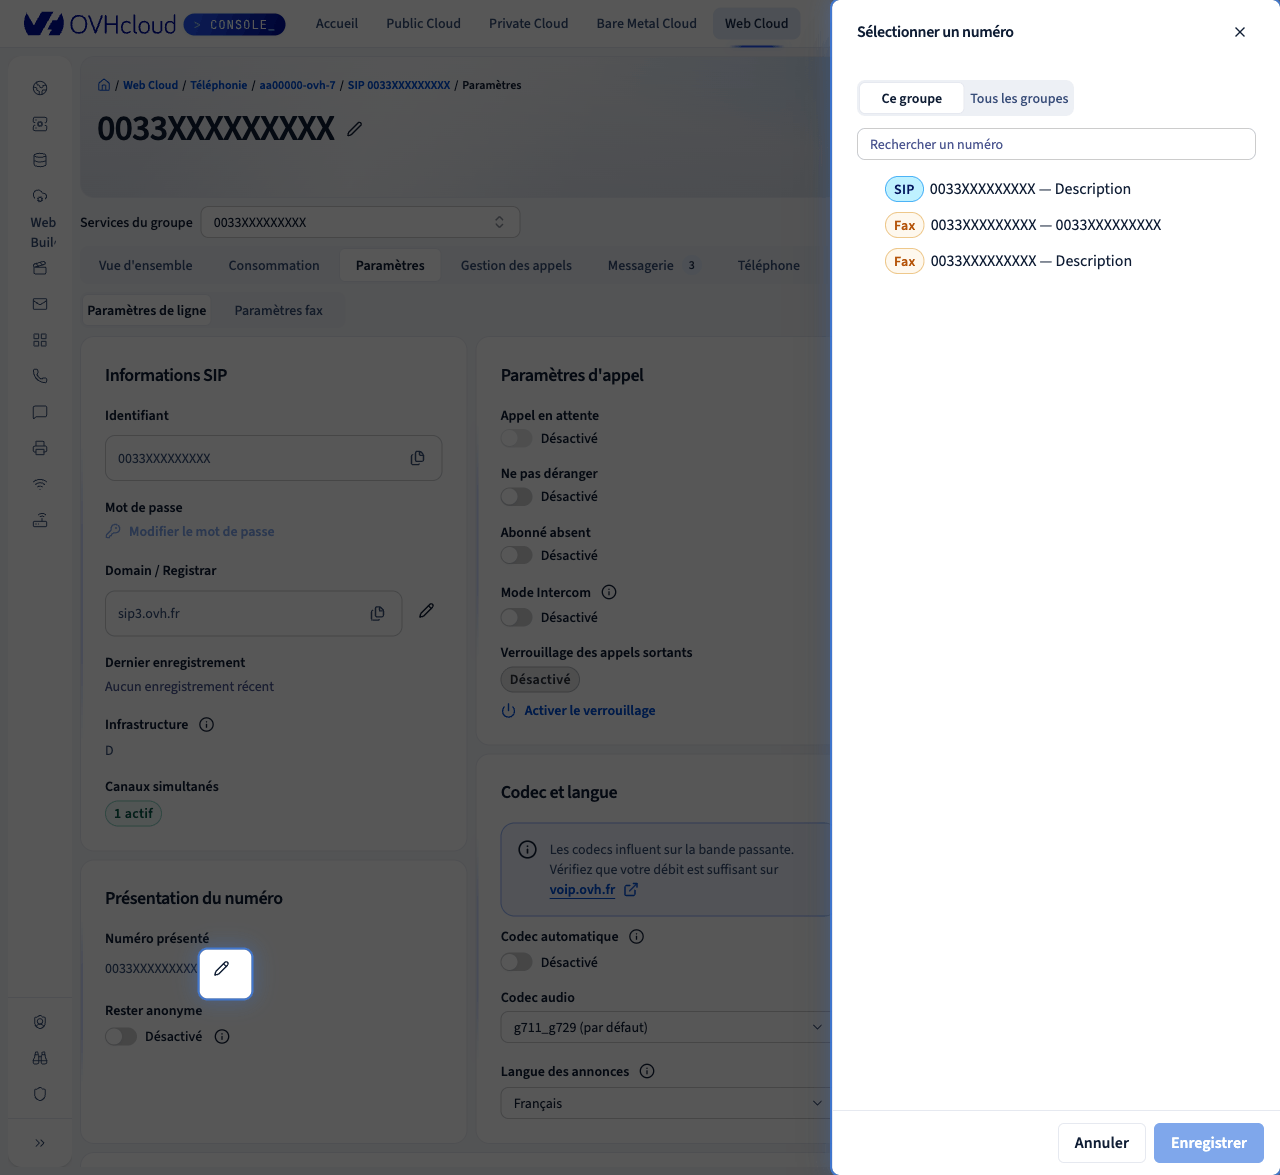 OVHcloud > CONSOLE_
Accueil Public Cloud Private Cloud Bare Metal Cloud Web Cloud
/ Web Cloud / Téléphonie / aa00000-ovh-7 / SIP 0033XXXXXXXXX / Paramètres
0033XXXXXXXXX
Services du groupe 0033XXXXXXXXX
Web
Buil
Vue d'ensemble Consommation Paramètres Gestion des appels Messagerie 3 Téléphone
Paramètres de ligne Paramètres fax
Informations SIP
Identifiant
0033XXXXXXXXX
Mot de passe
Modifier le mot de passe
Domain / Registrar
sip3.ovh.fr
Dernier enregistrement
Aucun enregistrement récent
Infrastructure
D
Canaux simultanés
1 actif
Présentation du numéro
Numéro présenté
0033XXXXXXXXX
Rester anonyme
Désactivé
Paramètres d'appel
Appel en attente
Désactivé
Ne pas déranger
Désactivé
Abonné absent
Désactivé
Mode Intercom
Désactivé
Verrouillage des appels sortants
Désactivé
Activer le verrouillage
Codec et langue
Les codecs influent sur la bande passante.
Vérifiez que votre débit est suffisant sur
voip.ovh.fr
Codec automatique
Désactivé
Codec audio
g711_g729 (par défaut)
Langue des annonces
Français
Sélectionner un numéro
Ce groupe Tous les groupes
Rechercher un numéro
SIP 0033XXXXXXXXX — Description
Fax 0033XXXXXXXXX — 0033XXXXXXXXX
Fax 0033XXXXXXXXX — Description
Annuler Enregistrer